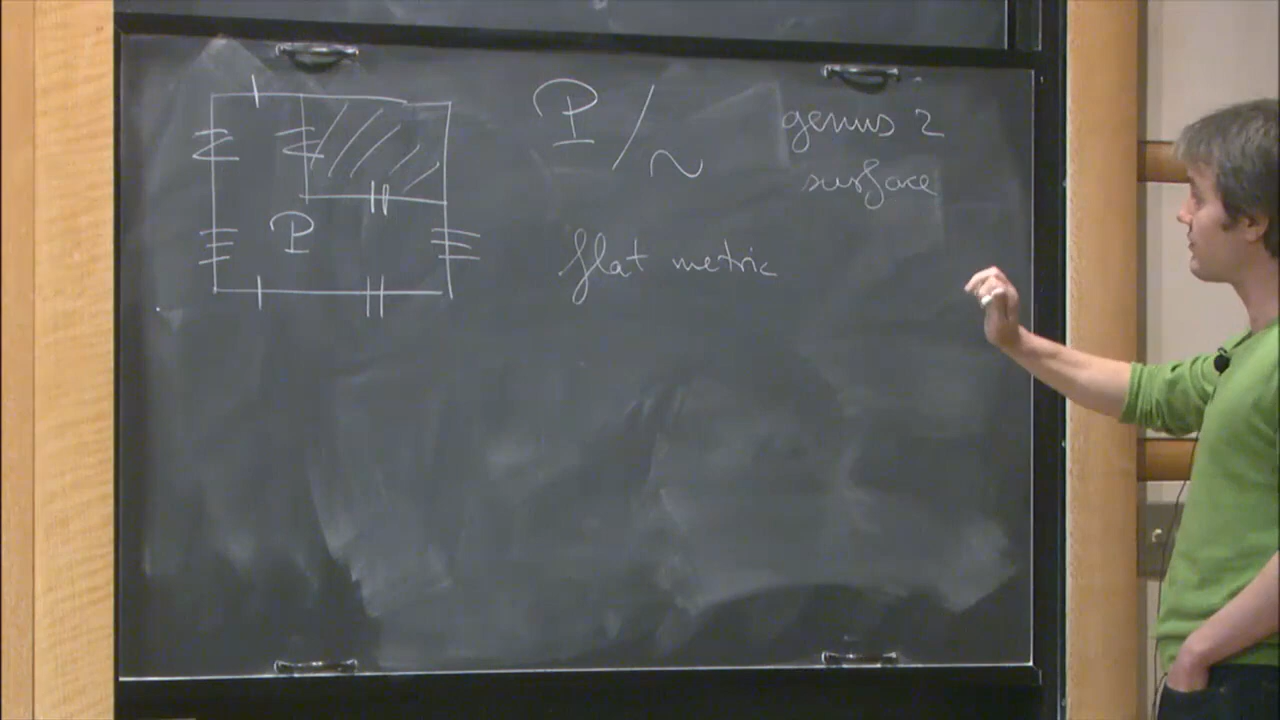 P
P/~
genus 2
surface
flat metric